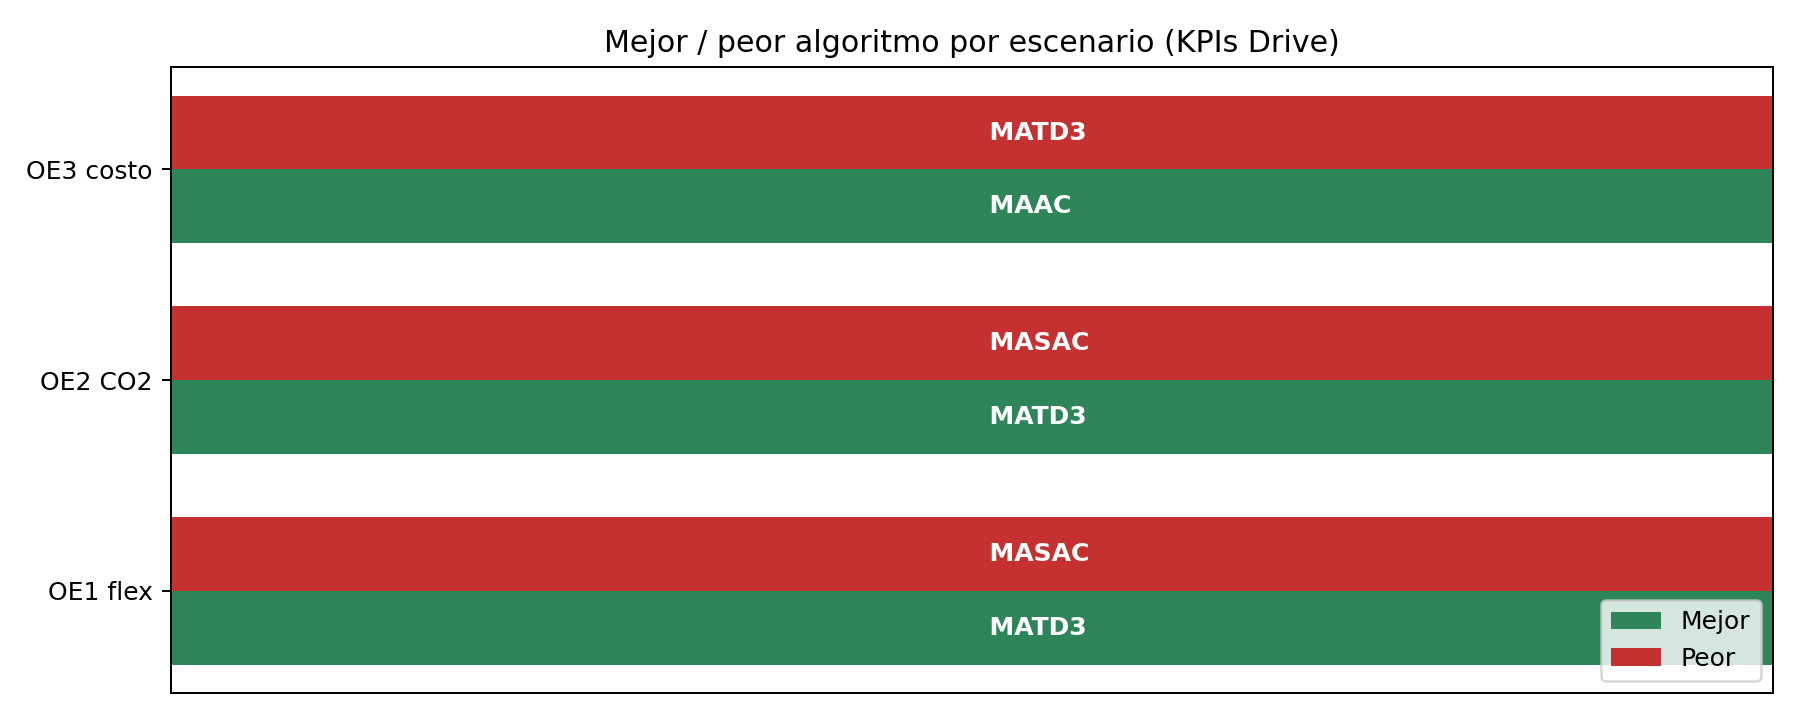 Mejor / peor algoritmo por escenario (KPIs Drive)
MATD3
OE3 costo
MAAC
MASAC
OE2 CO2
MATD3
MASAC
OE1 flex
MATD3
Mejor
Peor